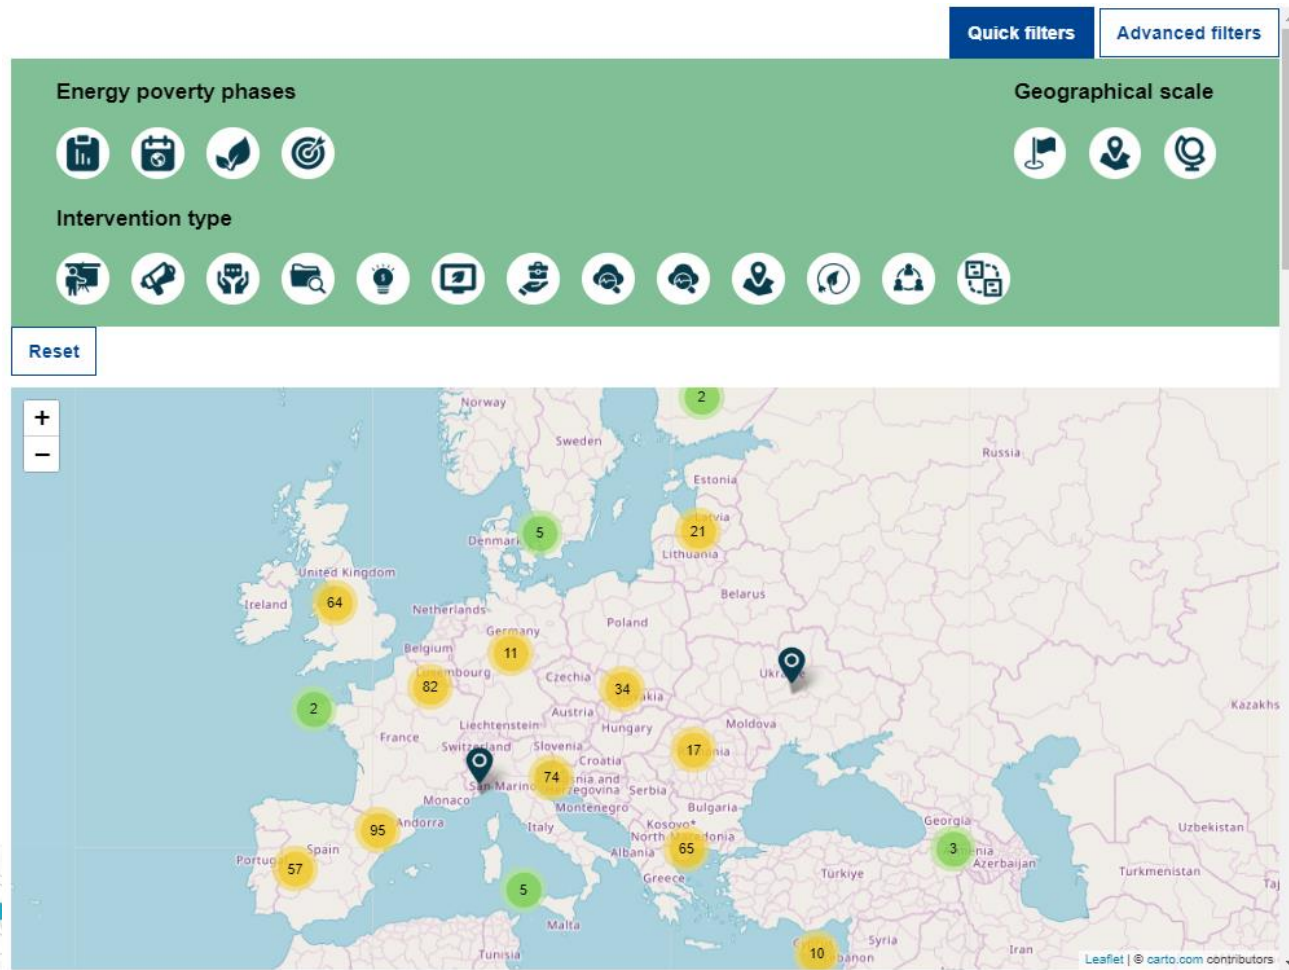 Quick filters
Advanced filters
Energy poverty phases
Geographical scale
Intervention type
Reset
+
−
2
Norway
Sweden
Russia
Estonia
5
21
Denmark
Lithuania
United Kingdom
64
Ireland
Netherlands
Belarus
Poland
Germany
Belgium
11
82
Czechia
34
2
Austria
Kazakhs
Liechtenstein
Hungary
Moldova
France
Switzerland
Slovenia
17
Croatia
74
San Marino
Serbia
Monaco
Montenegro
Bulgaria
95
Andorra
Italy
Kosovo*
Georgia
Uzbekistan
Albania
65
3
Spain
Azerbaijan
57
Greece
Türkiye
Turkmenistan
5
Malta
Syria
10
Tunisia
Iran
Leaflet | © carto.com contributors